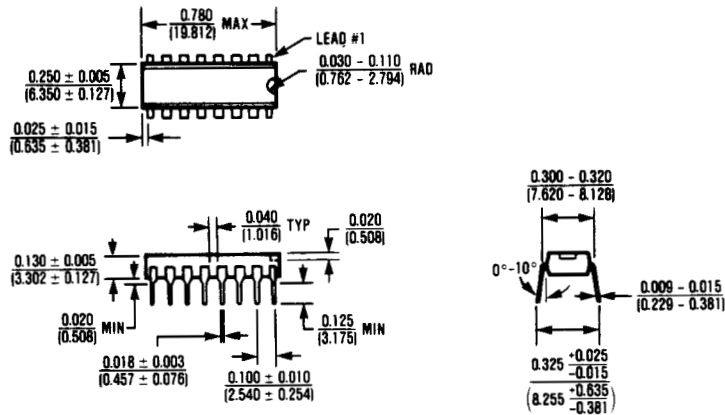 0.780
(19.812) MAX
LEAD #1
0.250 ± 0.005
(6.350 ± 0.127)
0.030 - 0.110
(0.762 - 2.794) RAD
0.025 ± 0.015
(0.635 ± 0.381)
0.300 - 0.320
(7.620 - 8.128)
0.040
(1.016) TYP
0.020
(0.508)
0.130 ± 0.005
(3.302 ± 0.127)
0°-10°
0.009 - 0.015
(0.229 - 0.381)
0.020
(0.508) MIN
0.125
(3.175) MIN
0.018 ± 0.003
(0.457 ± 0.076)
0.100 ± 0.010
(2.540 ± 0.254)
0.325 +0.025
-0.015
(8.255 +0.635
-0.381)